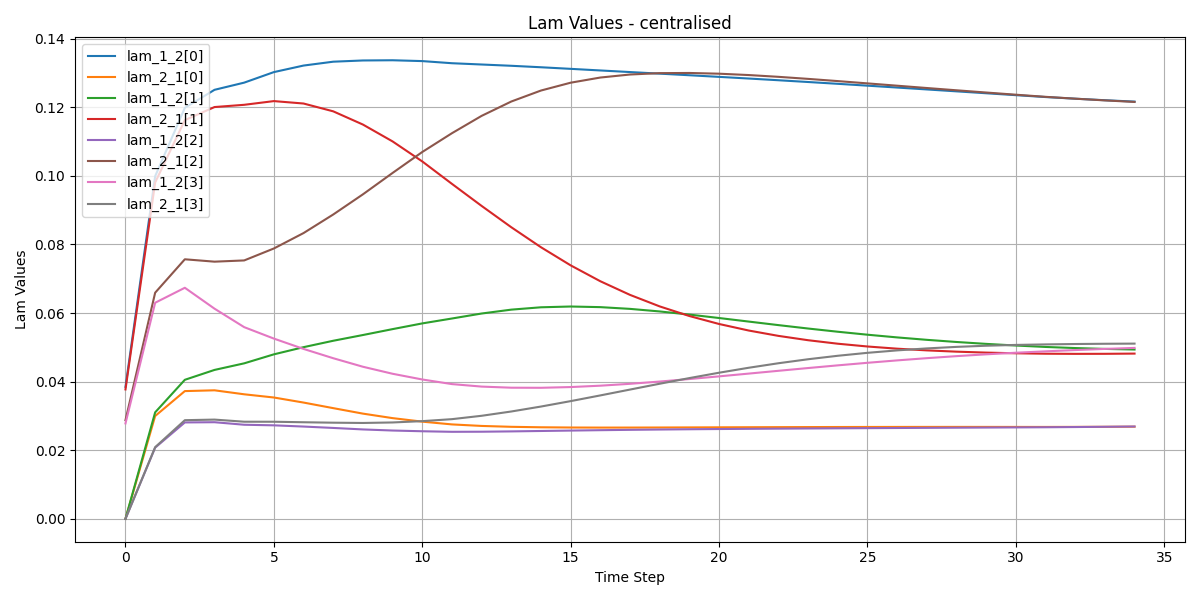 Lam Values - centralised
0.14
0.12
0.10
0.08
0.06
0.04
0.02
0.00
Lam Values
lam_1_2[0]
lam_2_1[0]
lam_1_2[1]
lam_2_1[1]
lam_1_2[2]
lam_2_1[2]
lam_1_2[3]
lam_2_1[3]
0 5 10 15 20 25 30 35
Time Step